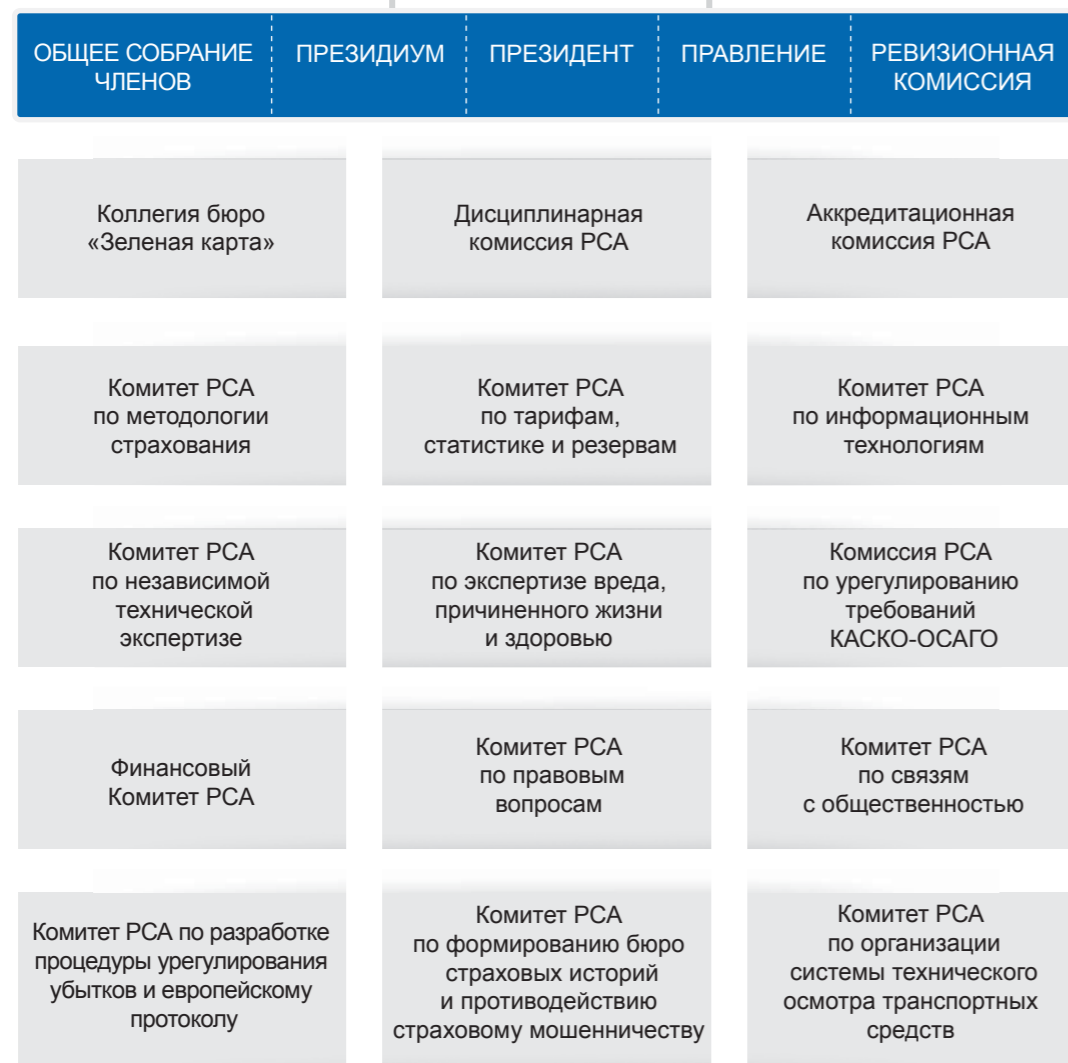 ОБЩЕЕ СОБРАНИЕ
ЧЛЕНОВ
ПРЕЗИДИУМ
ПРЕЗИДЕНТ
ПРАВЛЕНИЕ
РЕВИЗИОННАЯ
КОМИССИЯ
Коллегия бюро
«Зеленая карта»
Дисциплинарная
комиссия РСА
Аккредитационная
комиссия РСА
Комитет РСА
по методологии
страхования
Комитет РСА
по тарифам,
статистике и резервам
Комитет РСА
по информационным
технологиям
Комитет РСА
по независимой
технической
экспертизе
Комитет РСА
по экспертизе вреда,
причиненного жизни
и здоровью
Комиссия РСА
по урегулированию
требований
КАСКО-ОСАГО
Финансовый
Комитет РСА
Комитет РСА
по правовым
вопросам
Комитет РСА
по связям
с общественностью
Комитет РСА по разработке
процедуры урегулирования
убытков и европейскому
протоколу
Комитет РСА
по формированию бюро
страховых историй
и противодействию
страховому мошенничеству
Комитет РСА
по организации
системы технического
осмотра транспортных
средств